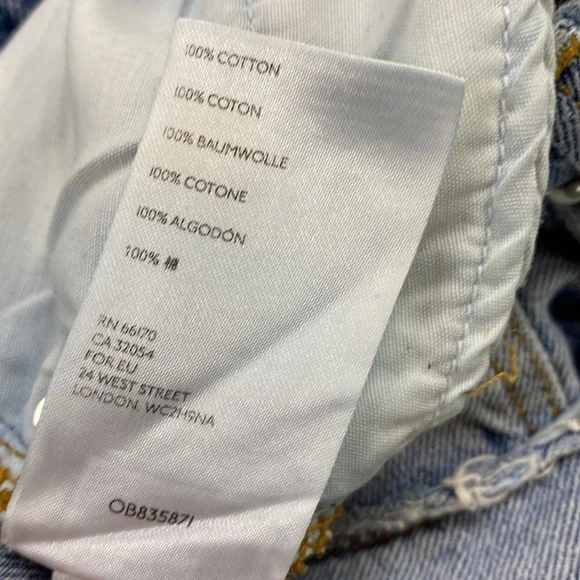 100% COTTON
100% COTON
100% BAUMWOLLE
100% COTONE
100% ALGODÓN
100% 棉
RN 66170
CA 32054
FOR EU
24 WEST STREET
LONDON, WC2H9NA
OB835871